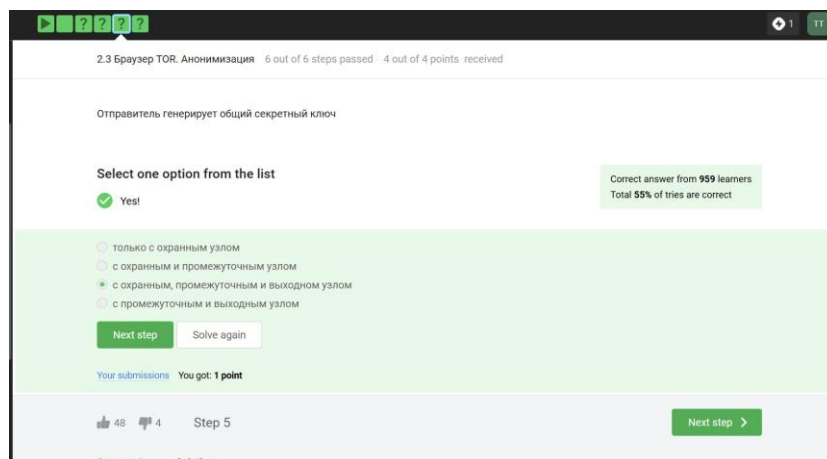 ? ? ? ?
1
TT
2.3 Браузер TOR. Анонимизация 6 out of 6 steps passed 4 out of 4 points received
Отправитель генерирует общий секретный ключ
Select one option from the list
Yes!
Correct answer from 959 learners
Total 55% of tries are correct
только с охранным узлом
с охранным и промежуточным узлом
с охранным, промежуточным и выходном узлом
с промежуточным и выходным узлом
Next step Solve again
Your submissions You got: 1 point
48 4 Step 5
Next step